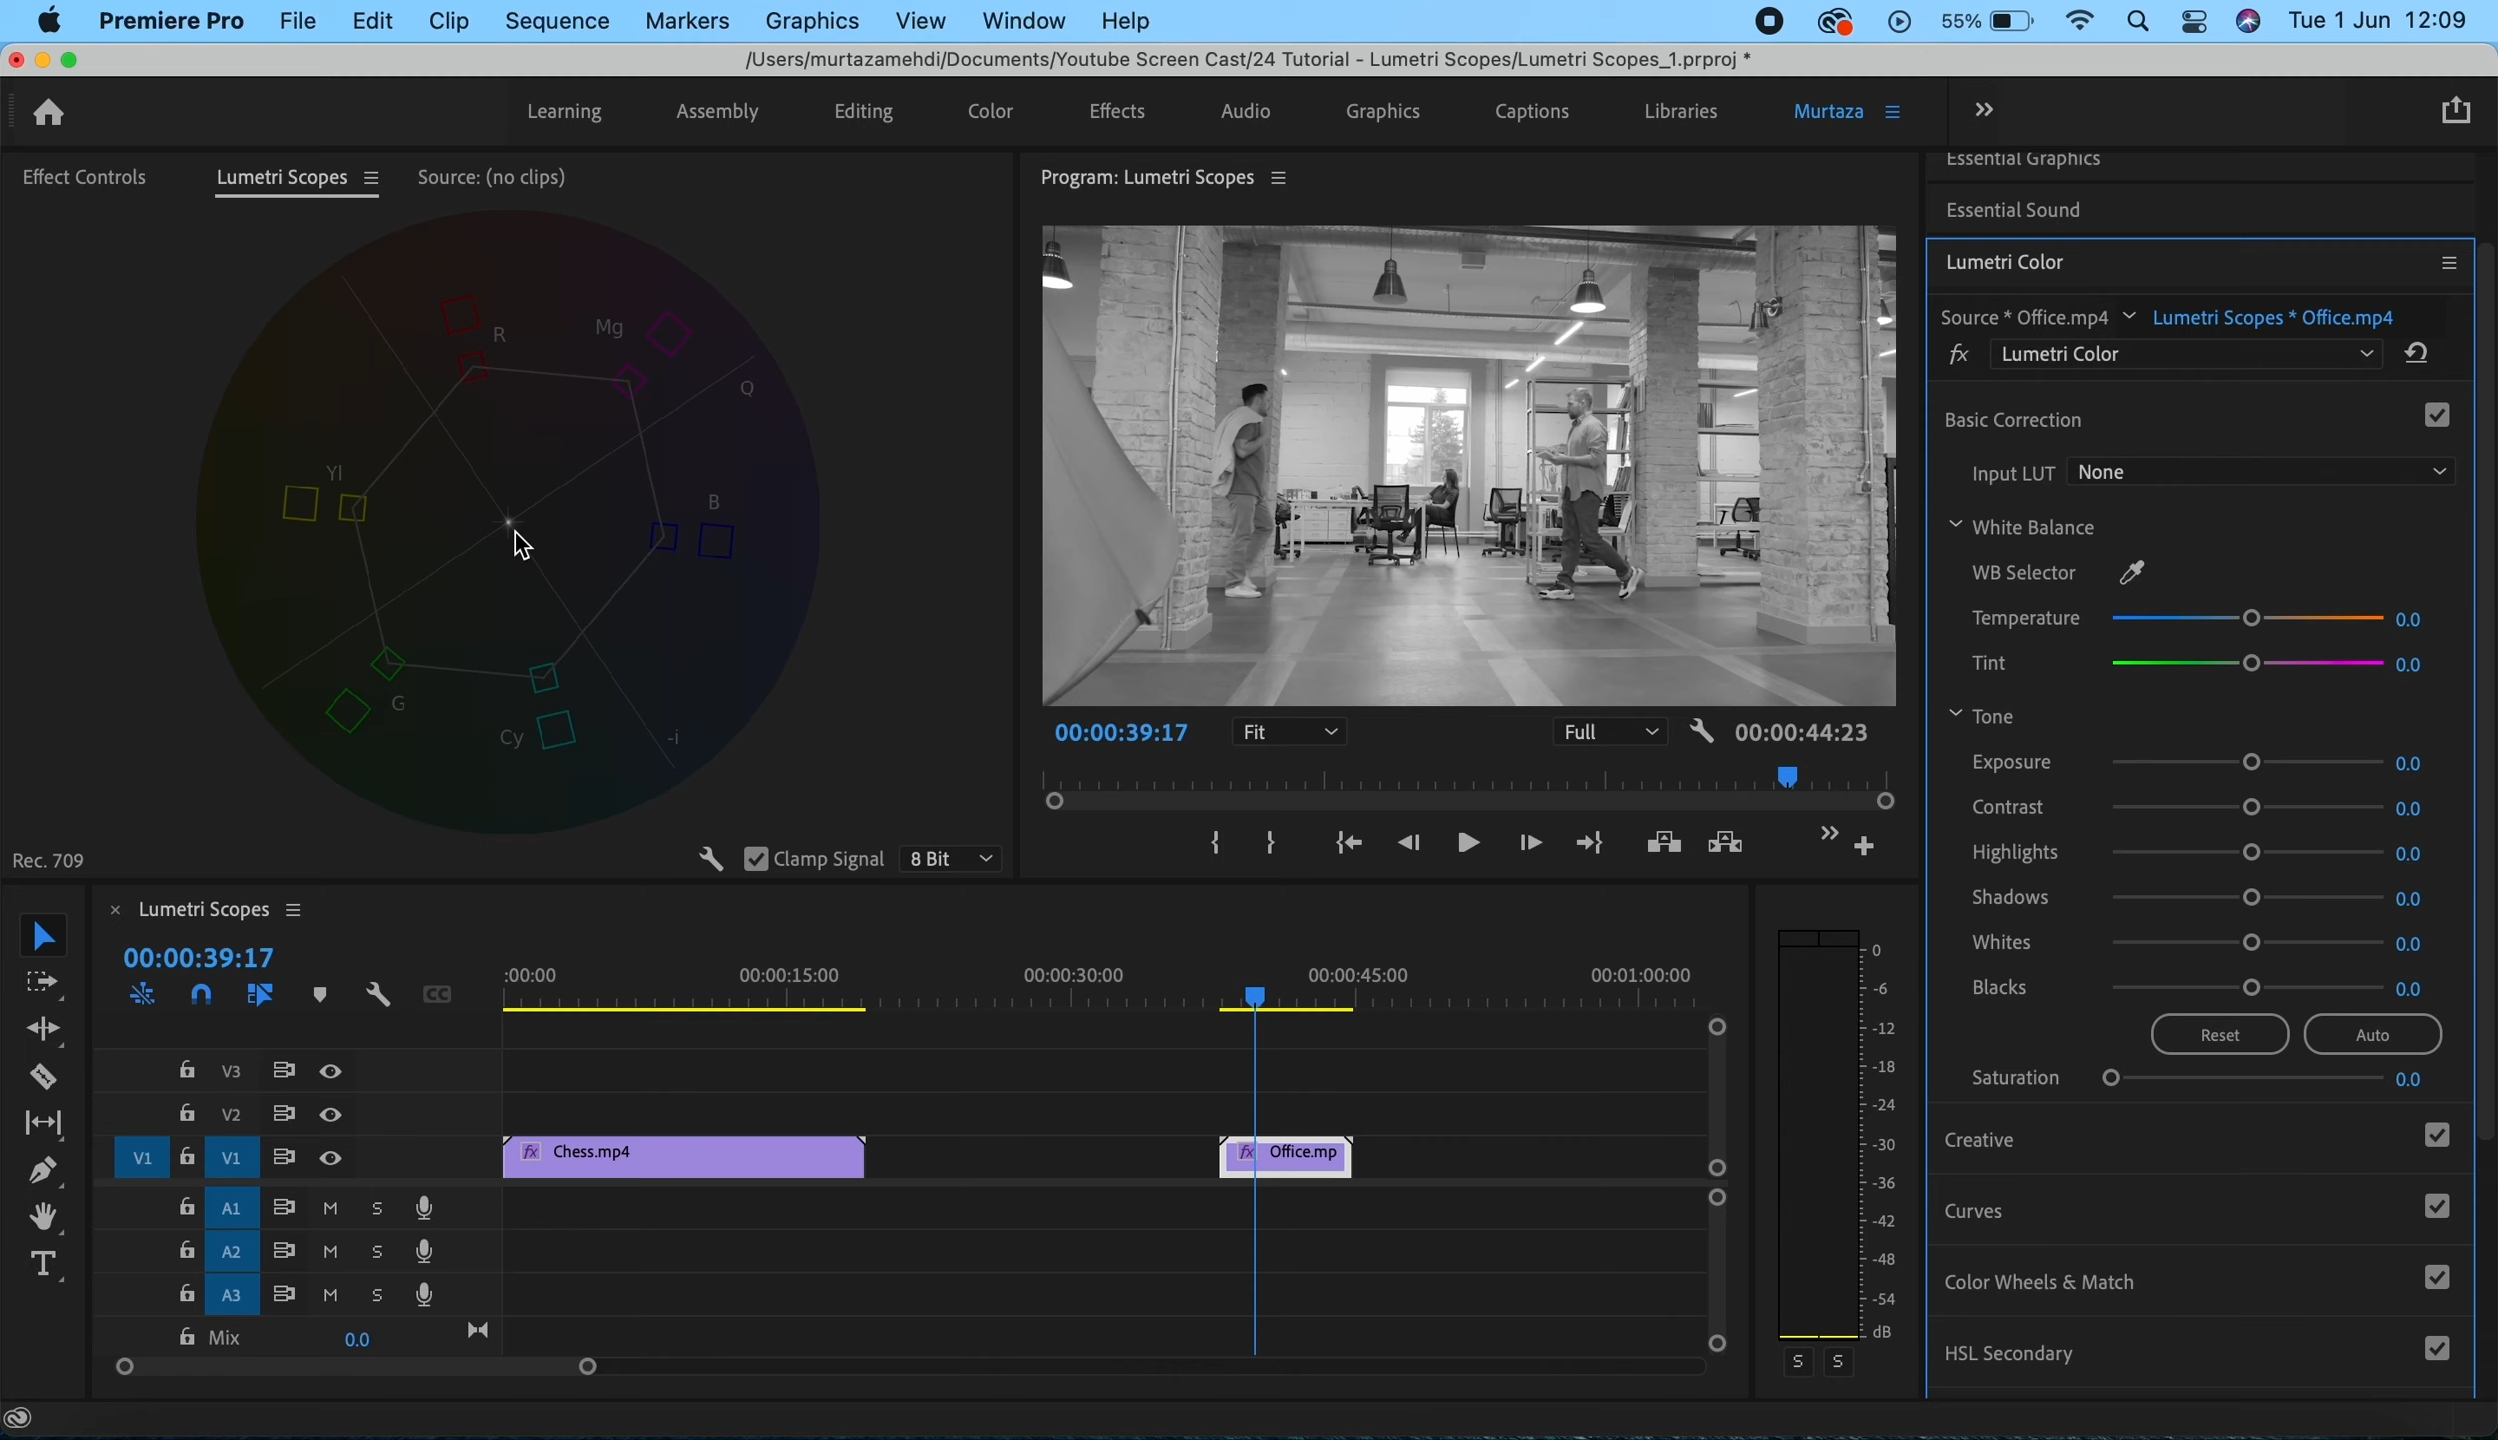 Premiere Pro File Edit Clip Sequence Markers Graphics View Window Help 55% Tue 1 Jun 12:09
/Users/murtazamehdi/Documents/Youtube Screen Cast/24 Tutorial - Lumetri Scopes/Lumetri Scopes_1.prproj *
Learning Assembly Editing Color Effects Audio Graphics Captions Libraries Murtaza
Effect Controls Lumetri Scopes Source: (no clips)
R
Mg
Q
Yl
B
G
Cy
-i
Rec. 709 Clamp Signal 8 Bit
Program: Lumetri Scopes
00:00:39:17 Fit Full 00:00:44:23
Essential Graphics
Essential Sound
Lumetri Color
Source * Office.mp4 Lumetri Scopes * Office.mp4
fx Lumetri Color
Basic Correction
Input LUT None
White Balance
WB Selector
Temperature 0.0
Tint 0.0
Tone
Exposure 0.0
Contrast 0.0
Highlights 0.0
Shadows 0.0
Whites 0.0
Blacks 0.0
Reset Auto
Saturation 0.0
Creative
Curves
Color Wheels & Match
HSL Secondary
× Lumetri Scopes
00:00:39:17
:00:00 00:00:15:00 00:00:30:00 00:00:45:00 00:01:00:00
V3
V2
V1 V1 fx Chess.mp4 fx Office.mp
A1 M S
A2 M S
A3 M S
Mix 0.0
0
-6
-12
-18
-24
-30
-36
-42
-48
-54
dB
S S